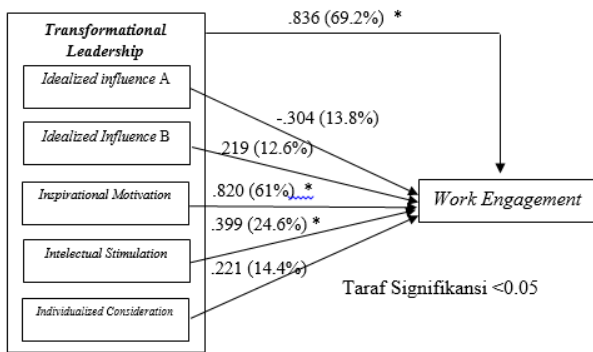 .836 (69.2%) *
Transformational
Leadership
Idealized influence A
-.304 (13.8%)
Idealized Influence B
.219 (12.6%)
Inspirational Motivation
.820 (61%) *
Work Engagement
.399 (24.6%) *
Intelectual Stimulation
.221 (14.4%)
Taraf Signifikansi <0.05
Individualized Consideration